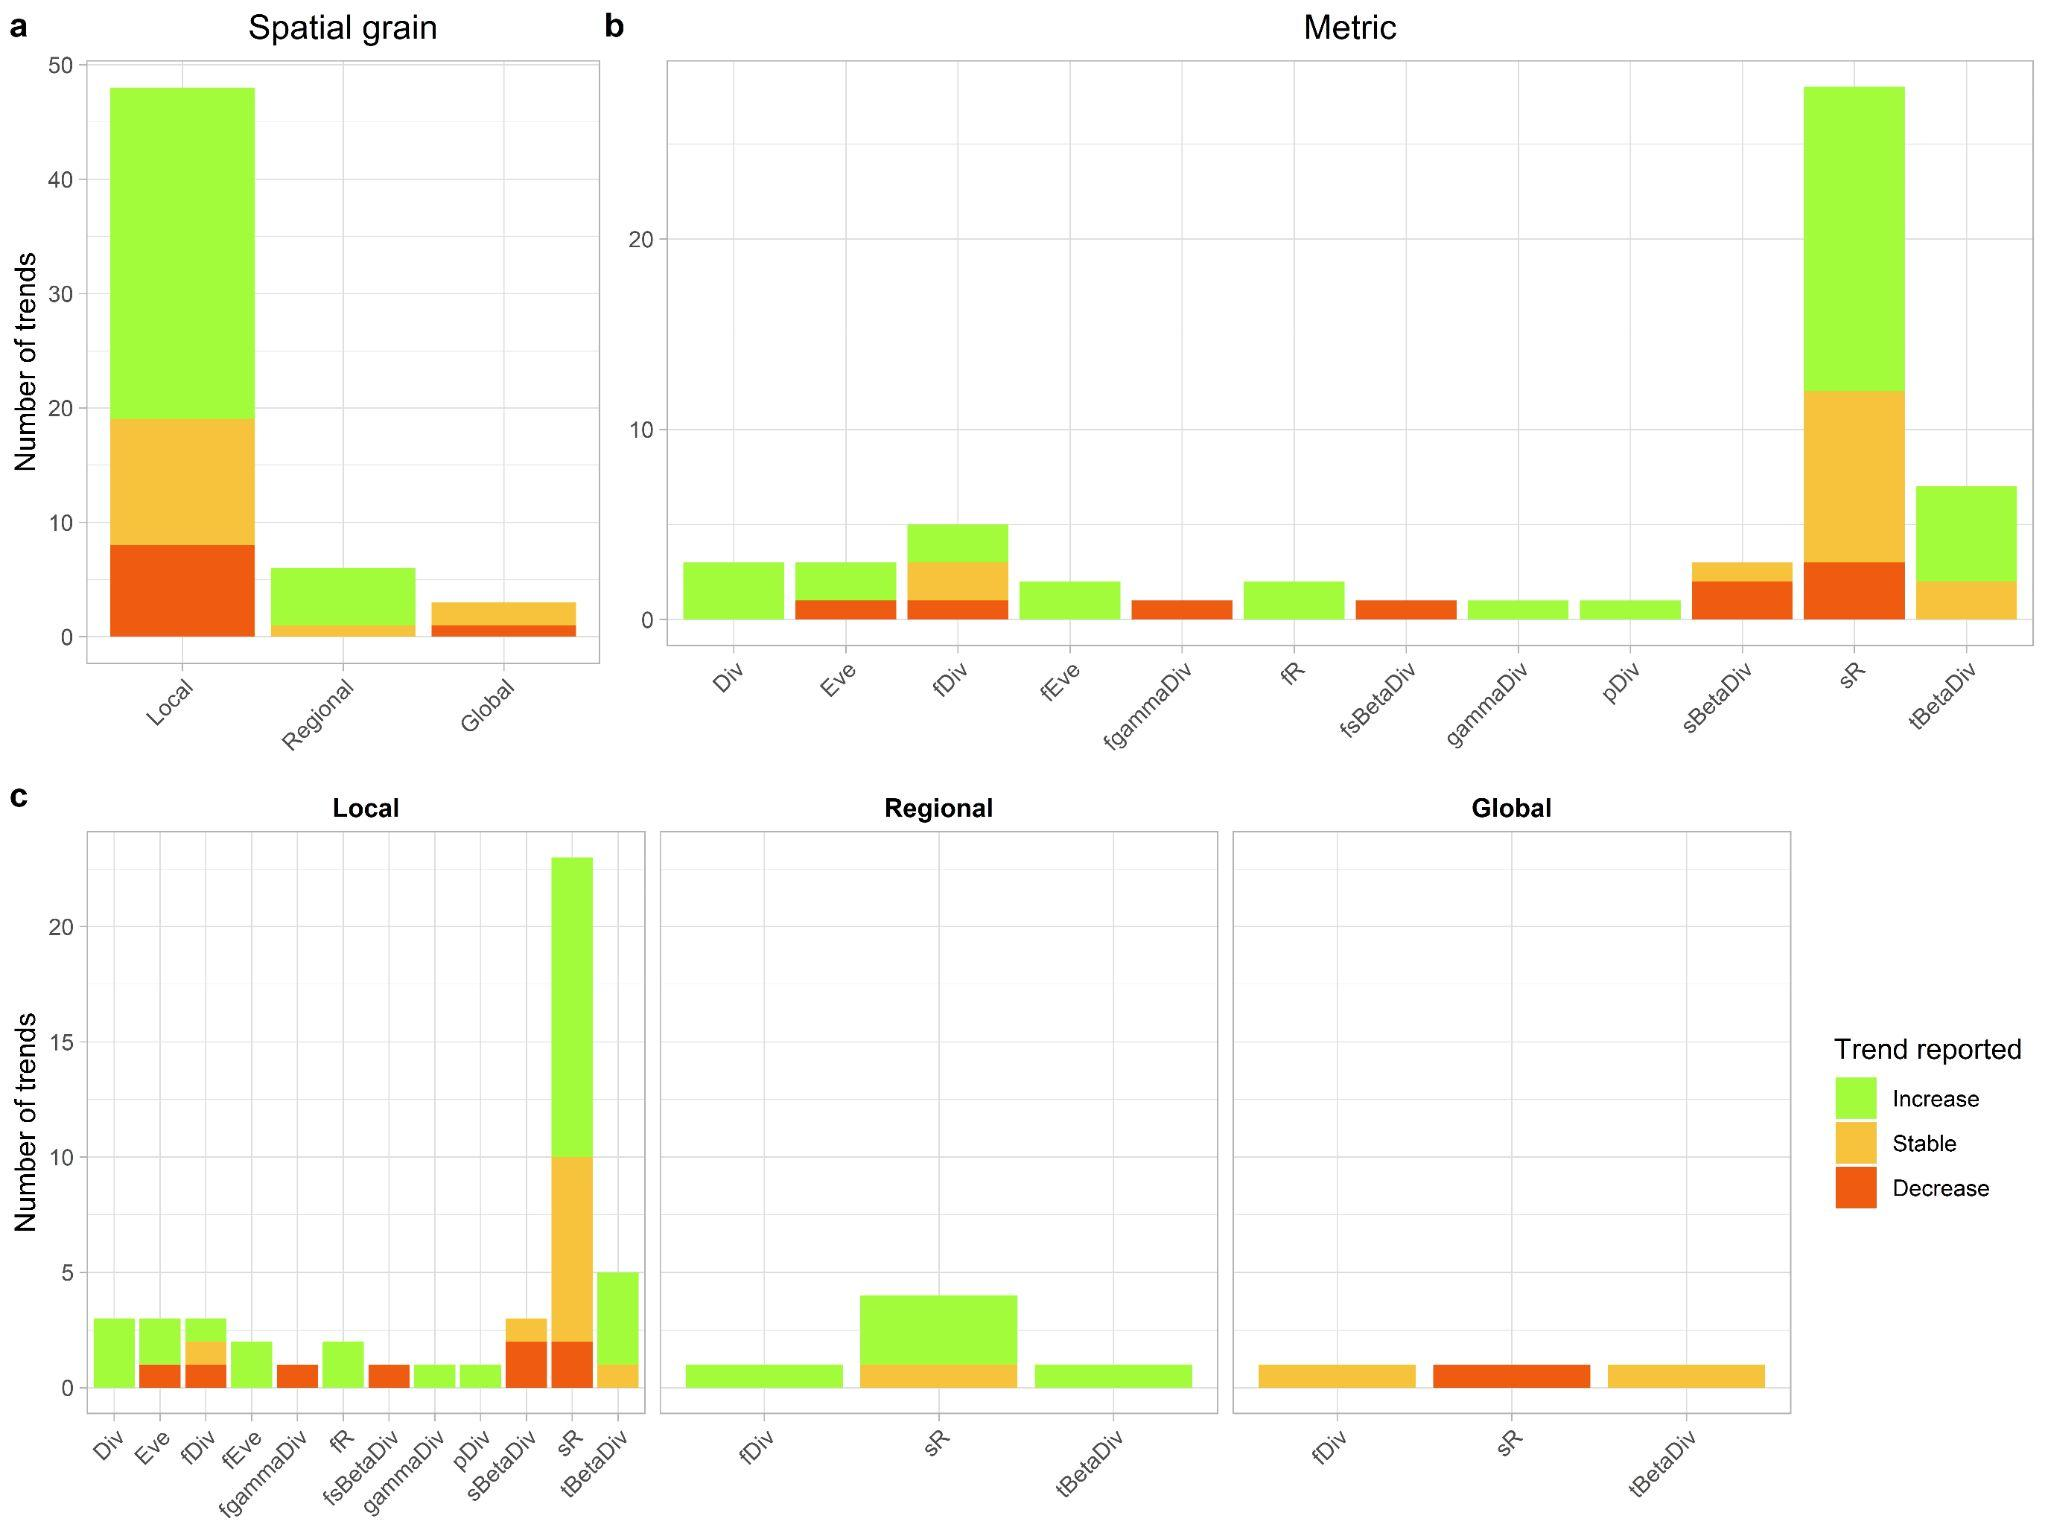 a
Spatial grain
50
40
30
20
10
0
Number of trends
Local
Regional
Global
b
Metric
20
10
0
Div
Eve
fDiv
fEve
fgammaDiv
fR
fsBetaDiv
gammaDiv
pDiv
sBetaDiv
sR
tBetaDiv
c
Local
Regional
Global
20
15
10
5
0
Number of trends
Div
Eve
fDiv
fEve
fgammaDiv
fR
fsBetaDiv
gammaDiv
pDiv
sBetaDiv
sR
tBetaDiv
fDiv
sR
tBetaDiv
fDiv
sR
tBetaDiv
Trend reported
Increase
Stable
Decrease